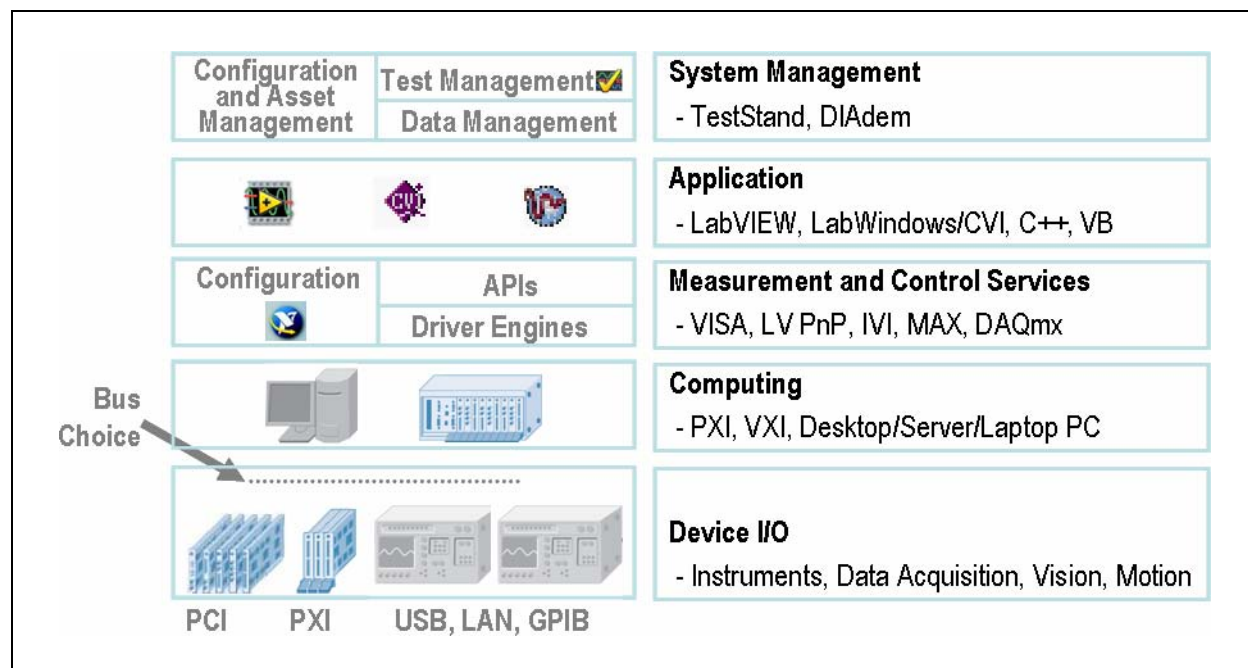 Configuration
and Asset
Management
Test Management
Data Management
System Management
- TestStand, DIAdem
CVI
Application
- LabVIEW, LabWindows/CVI, C++, VB
Configuration
APIs
Driver Engines
Measurement and Control Services
- VISA, LV PnP, IVI, MAX, DAQmx
Bus
Choice
Computing
- PXI, VXI, Desktop/Server/Laptop PC
Device I/O
- Instruments, Data Acquisition, Vision, Motion
PCI PXI USB, LAN, GPIB